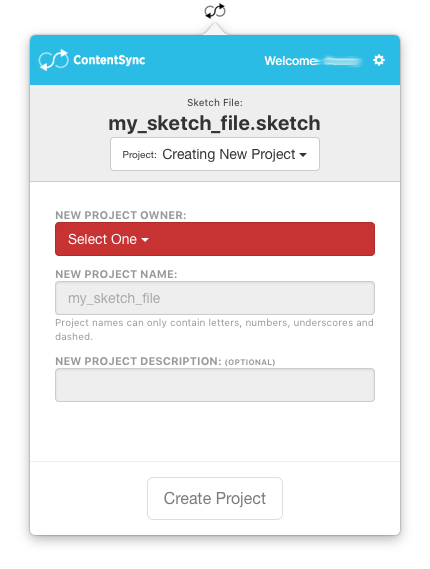 ContentSync
Welcome
Sketch File:
my_sketch_file.sketch
Project: Creating New Project
NEW PROJECT OWNER:
Select One
NEW PROJECT NAME:
my_sketch_file
Project names can only contain letters, numbers, underscores and
dashed.
NEW PROJECT DESCRIPTION: (OPTIONAL)
Create Project